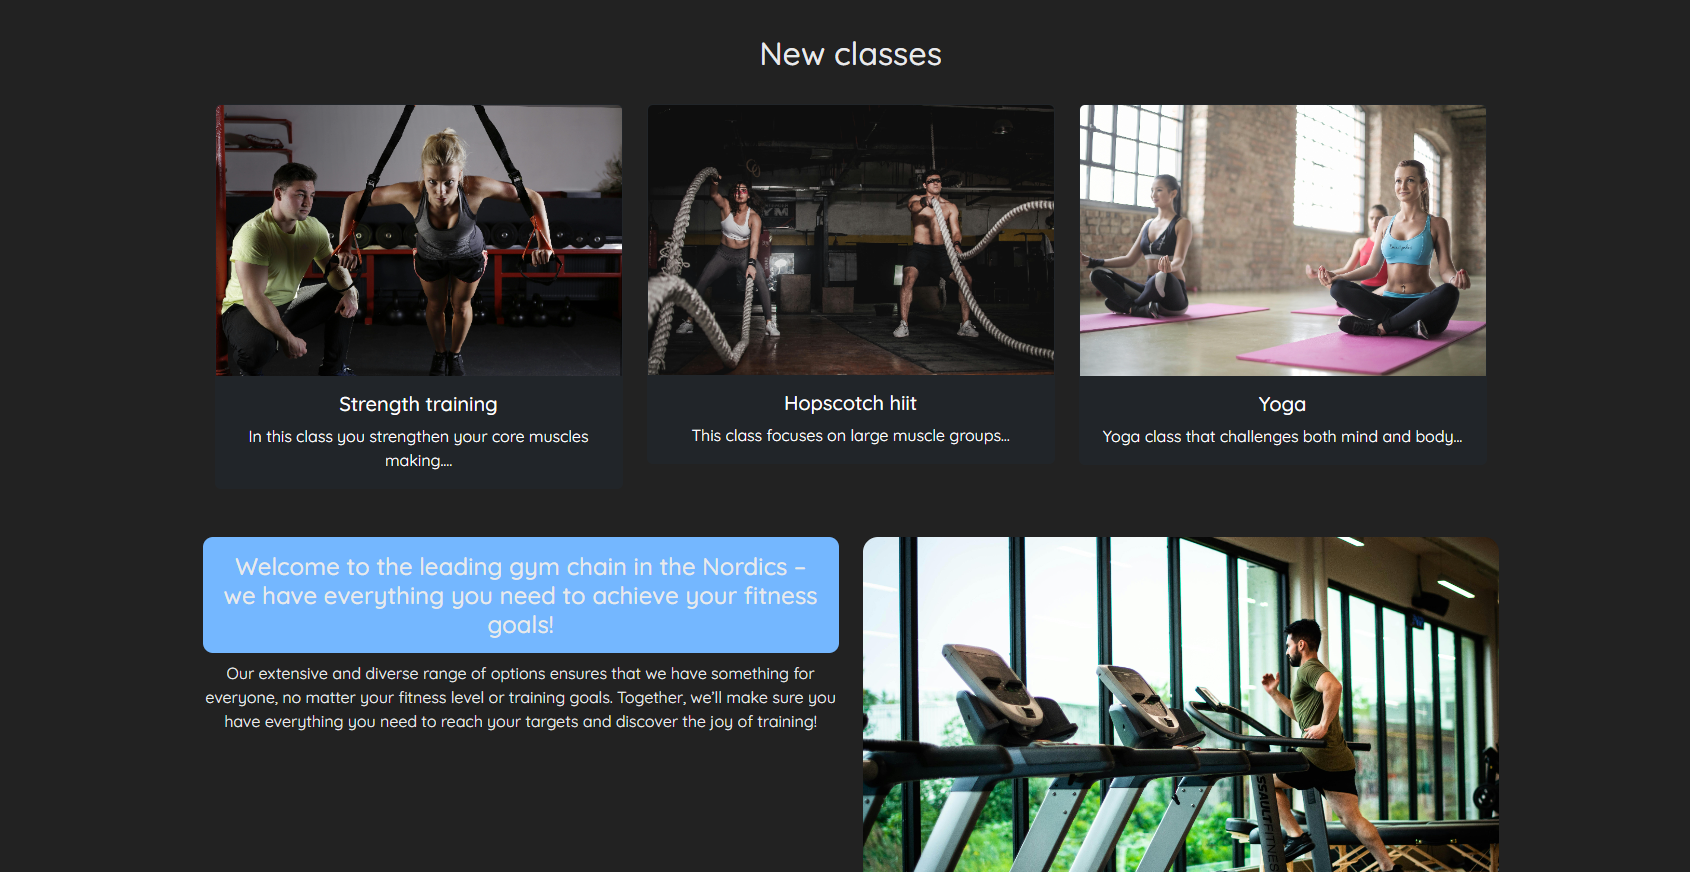 New classes
Strength training
In this class you strengthen your core muscles
making....
Hopscotch hiit
This class focuses on large muscle groups...
Yoga
Yoga class that challenges both mind and body...
Welcome to the leading gym chain in the Nordics –
we have everything you need to achieve your fitness
goals!
Our extensive and diverse range of options ensures that we have something for
everyone, no matter your fitness level or training goals. Together, we’ll make sure you
have everything you need to reach your targets and discover the joy of training!